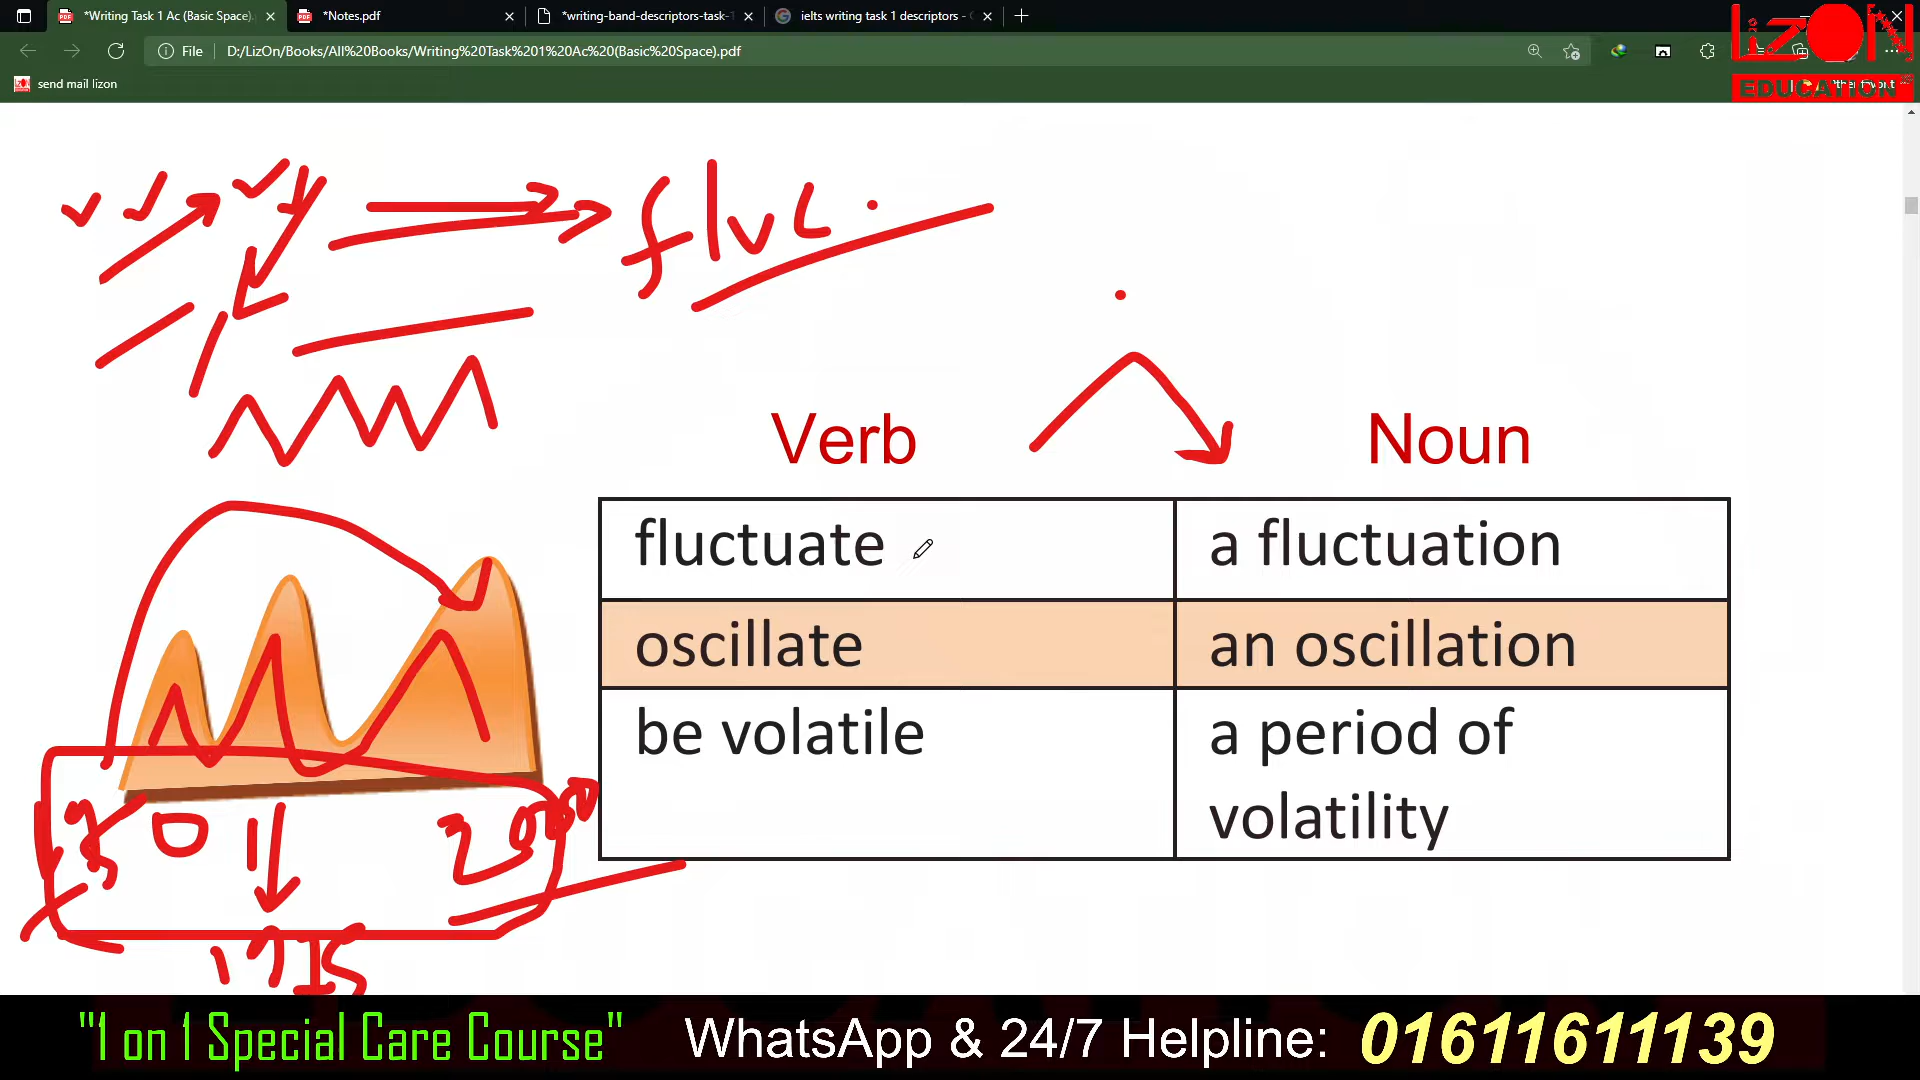 *Writing Task 1 Ac (Basic Space).
*Notes.pdf
*writing-band-descriptors-task-1
ielts writing task 1 descriptors -
File
D:/LizOn/Books/All%20Books/Writing%20Task%201%20Ac%20(Basic%20Space).pdf
send mail lizon
LizON
EDUCATION
fluc
Verb
Noun
fluctuate
a fluctuation
oscillate
an oscillation
be volatile
a period of
volatility
"1 on 1 Special Care Course"
WhatsApp & 24/7 Helpline: 01611611139